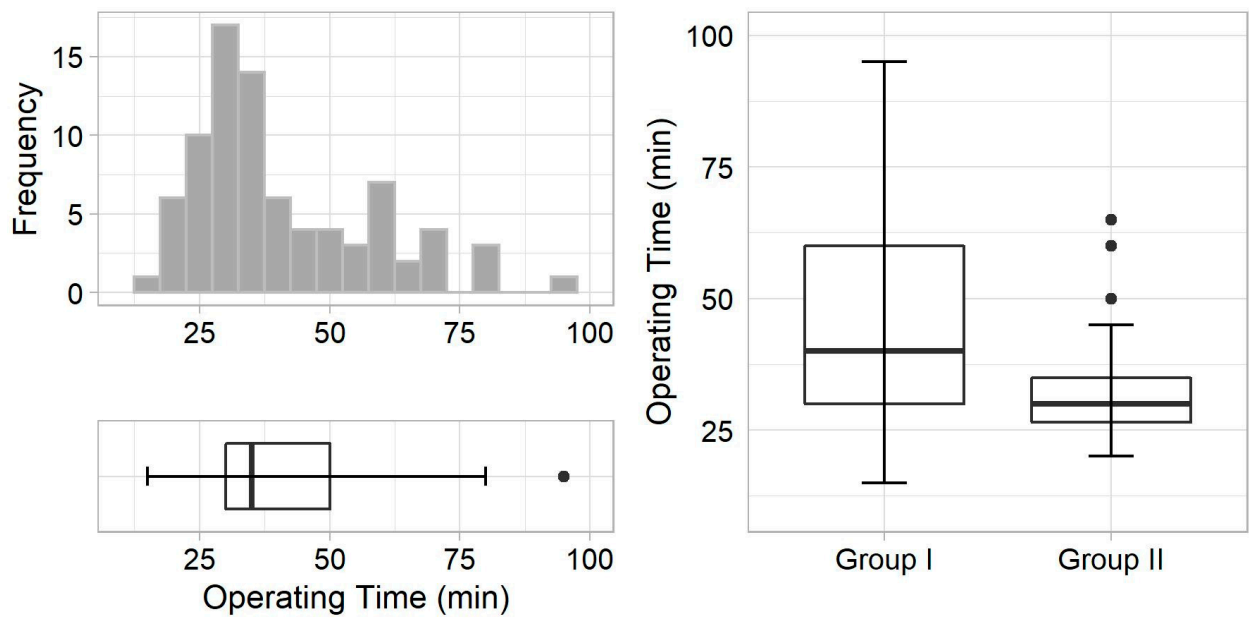 Frequency
15
10
5
0
25 50 75 100
25 50 75 100
Operating Time (min)
Operating Time (min)
100
75
50
25
Group I Group II